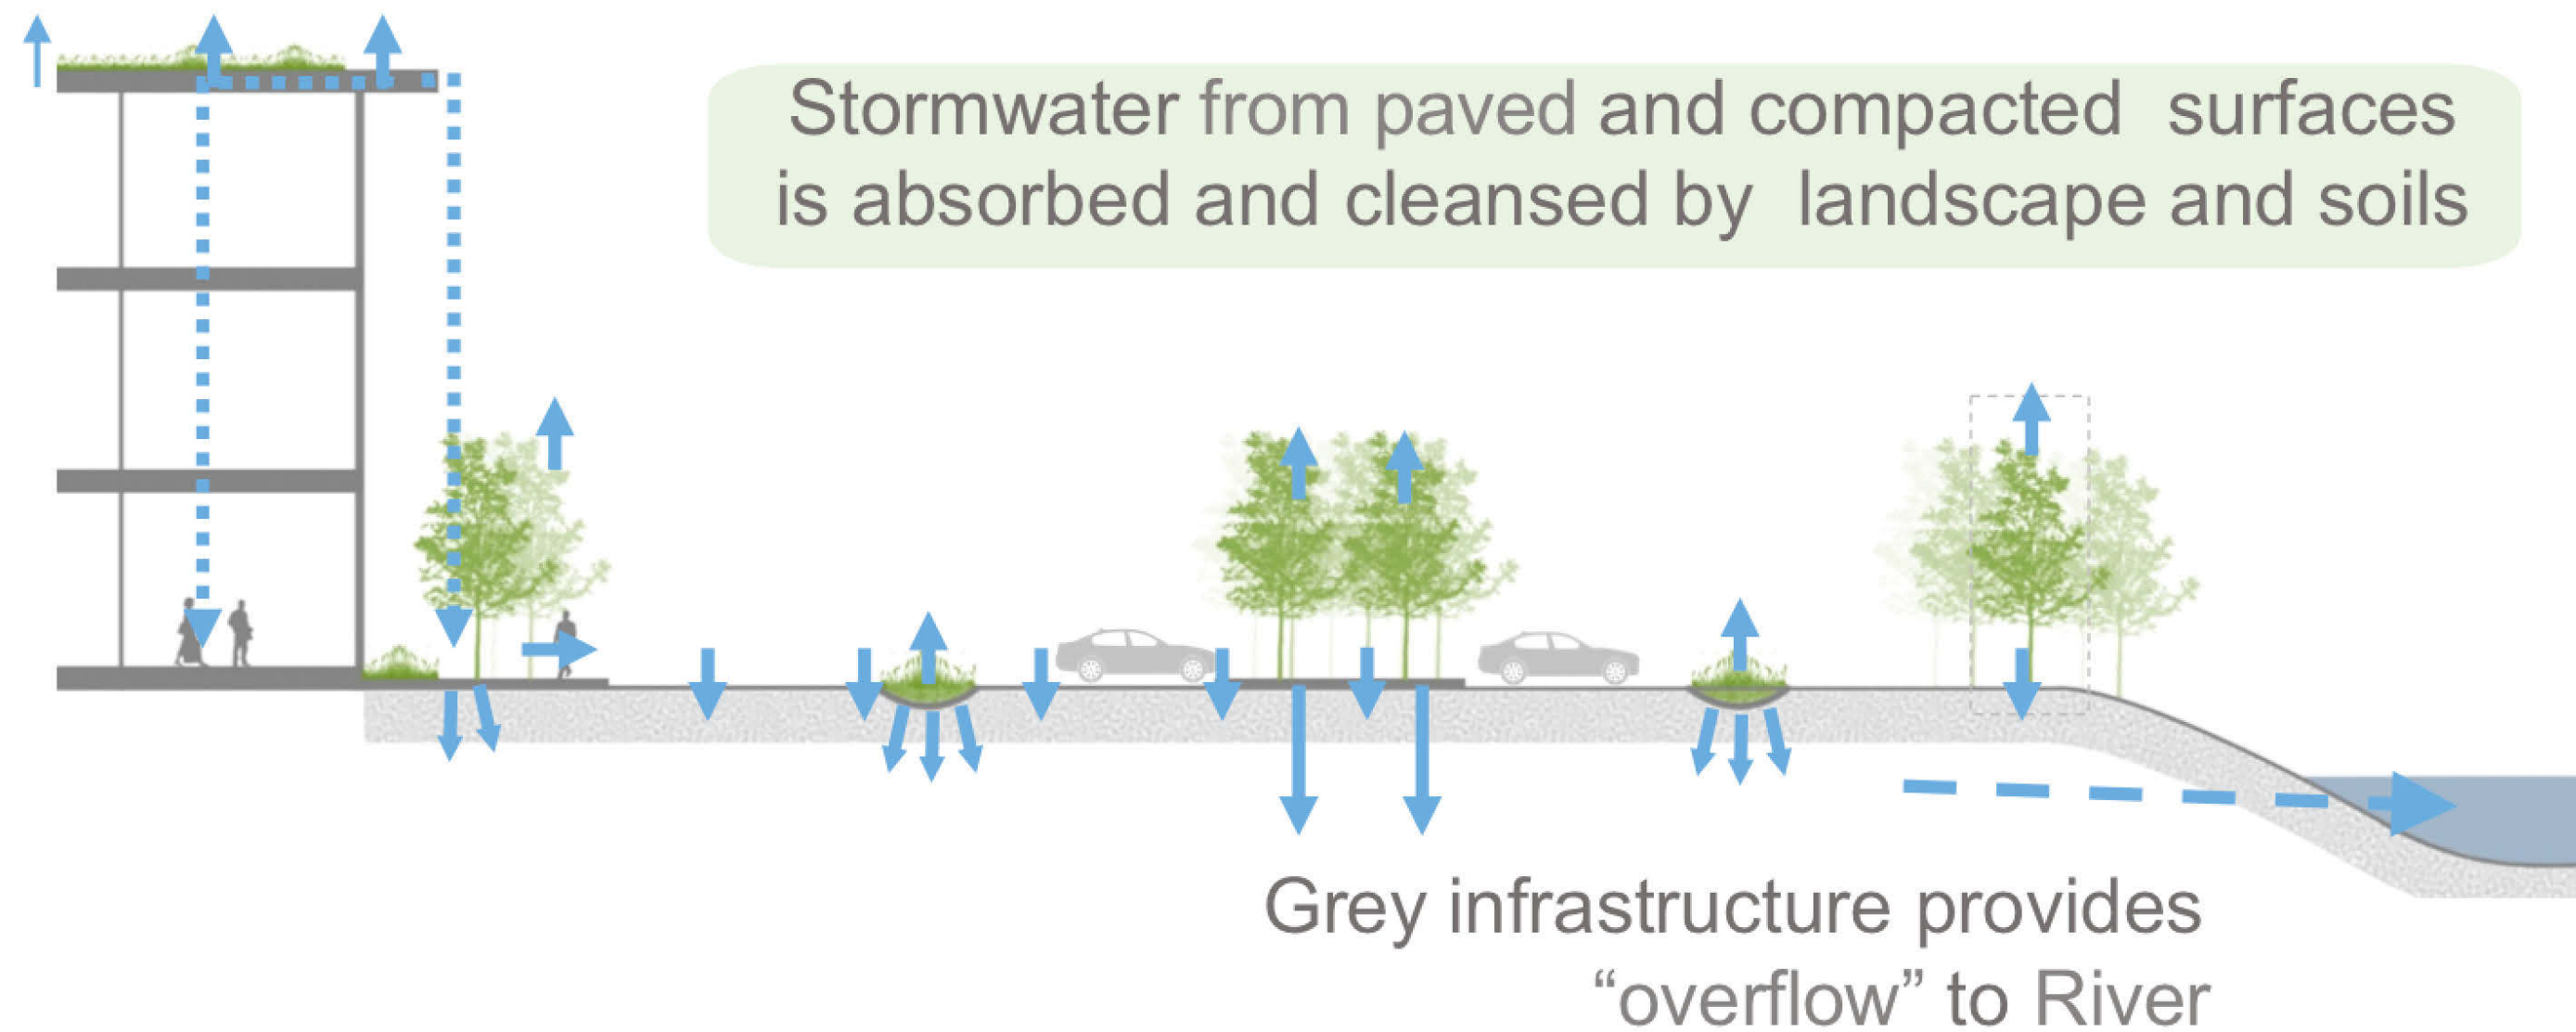 Stormwater from paved and compacted surfaces
is absorbed and cleansed by landscape and soils
Grey infrastructure provides
“overflow” to River